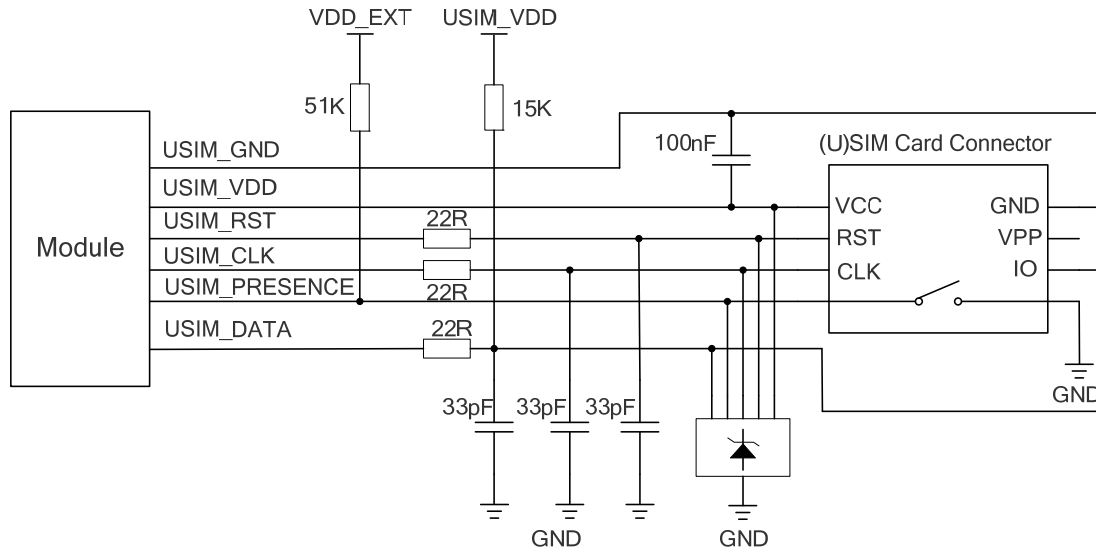 VDD_EXT USIM_VDD
51K 15K
USIM_GND 100nF (U)SIM Card Connector
USIM_VDD VCC GND
USIM_RST 22R RST VPP
Module
USIM_CLK CLK IO
USIM_PRESENCE 22R
USIM_DATA 22R
33pF 33pF 33pF GND
GND GND